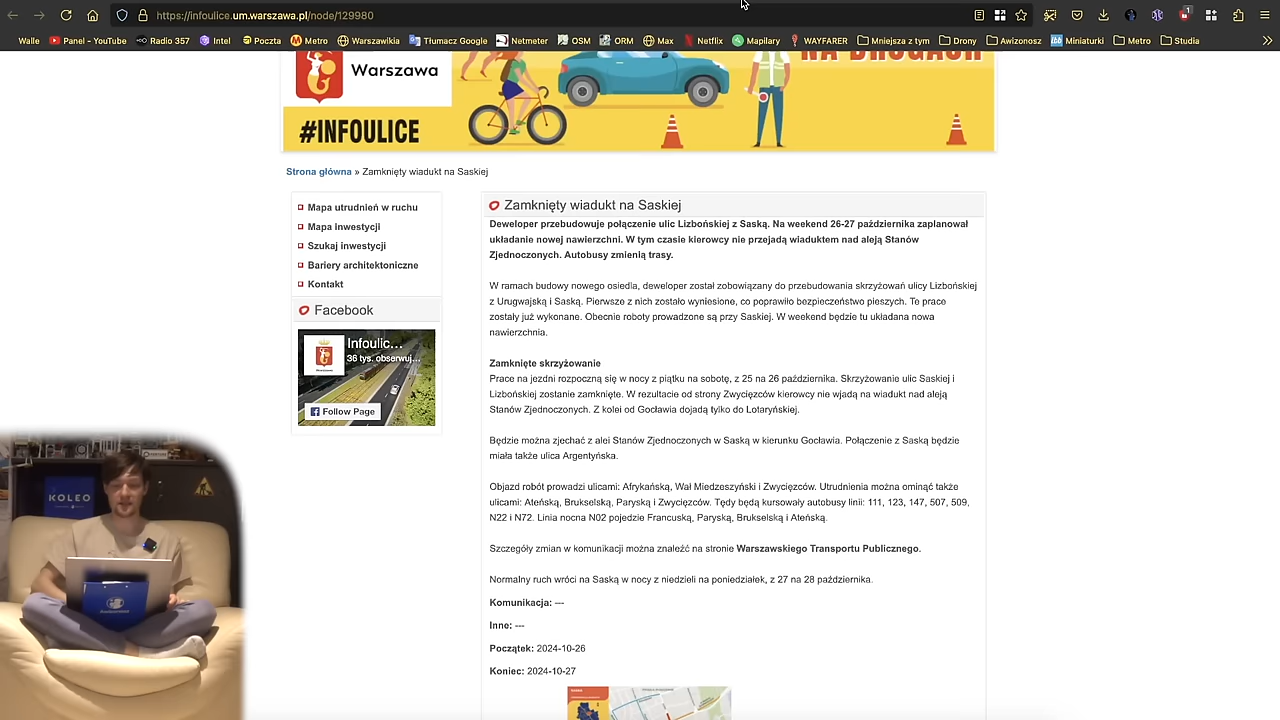 https://infoulice.um.warszawa.pl/node/129980
Walle Panel - YouTube Radio 357 Intel Poczta Metro Warszawikia Tłumacz Google Netmeter OSM ORM Max Netflix Mapilary WAYFARER Mniejsza z tym Drony Awizonosz Miniaturki Metro Studia
NA DROGACH
Warszawa
#INFOULICE
Strona główna » Zamknięty wiadukt na Saskiej
Mapa utrudnień w ruchu
Mapa inwestycji
Szukaj inwestycji
Bariery architektoniczne
Kontakt
Facebook
Infoulic...
36 tys. obserwuj...
Follow Page
Zamknięty wiadukt na Saskiej
Deweloper przebudowuje połączenie ulic Lizbońskiej z Saską. Na weekend 26-27 października zaplanował
układanie nowej nawierzchni. W tym czasie kierowcy nie przejadą wiaduktem nad aleją Stanów
Zjednoczonych. Autobusy zmienią trasy.
W ramach budowy nowego osiedla, deweloper został zobowiązany do przebudowania skrzyżowań ulicy Lizbońskiej
z Urugwajską i Saską. Pierwsze z nich zostało wyniesione, co poprawiło bezpieczeństwo pieszych. Te prace
zostały już wykonane. Obecnie roboty prowadzone są przy Saskiej. W weekend będzie tu układana nowa
nawierzchnia.
Zamknięte skrzyżowanie
Prace na jezdni rozpoczną się w nocy z piątku na sobotę, z 25 na 26 października. Skrzyżowanie ulic Saskiej i
Lizbońskiej zostanie zamknięte. W rezultacie od strony Zwycięzców kierowcy nie wjadą na wiadukt nad aleją
Stanów Zjednoczonych. Z kolei od Gocławia dojadą tylko do Lotaryńskiej.
Będzie można zjechać z alei Stanów Zjednoczonych w Saską w kierunku Gocławia. Połączenie z Saską będzie
miała także ulica Argentyńska.
Objazd robót prowadzi ulicami: Afrykańską, Wał Miedzeszyński i Zwycięzców. Utrudnienia można ominąć także
ulicami: Ateńską, Brukselską, Paryską i Zwycięzców. Tędy będą kursowały autobusy linii: 111, 123, 147, 507, 509,
N22 i N72. Linia nocna N02 pojedzie Francuską, Paryską, Brukselską i Ateńską.
Szczegóły zmian w komunikacji można znaleźć na stronie Warszawskiego Transportu Publicznego.
Normalny ruch wróci na Saską w nocy z niedzieli na poniedziałek, z 27 na 28 października.
Komunikacja: ---
Inne: ---
Początek: 2024-10-26
Koniec: 2024-10-27
KOLEO